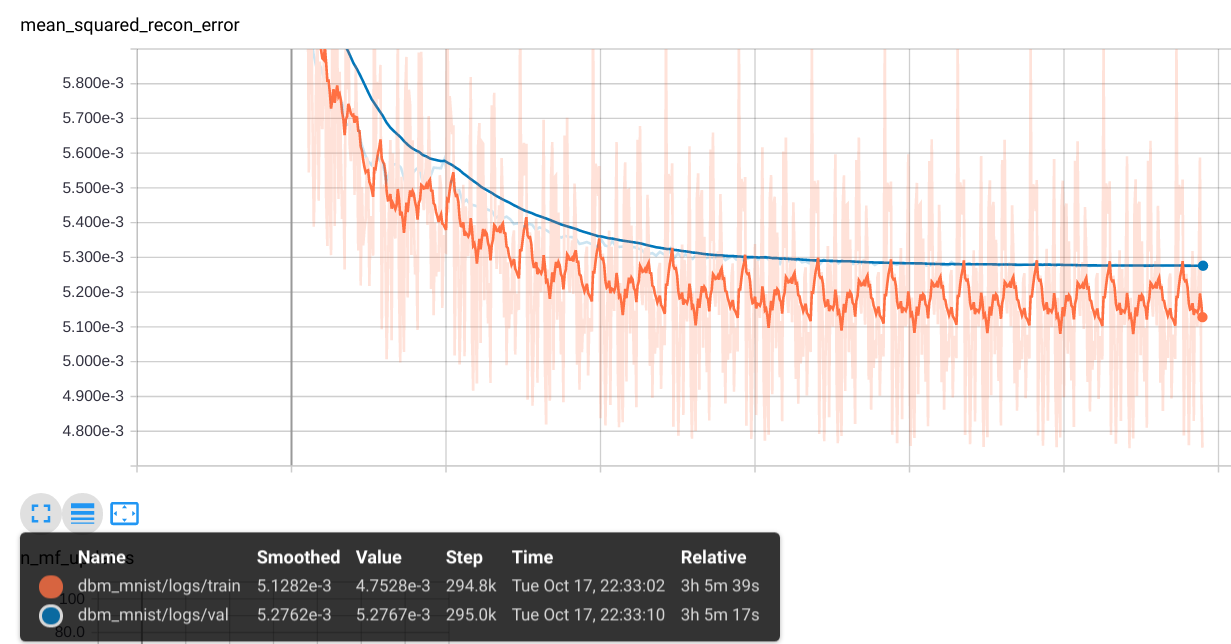 mean_squared_recon_error
5.800e-3
5.700e-3
5.600e-3
5.500e-3
5.400e-3
5.300e-3
5.200e-3
5.100e-3
5.000e-3
4.900e-3
4.800e-3
Name Smoothed Value Step Time Relative
dbm_mnist/logs/train 5.1282e-3 4.7528e-3 294.8k Tue Oct 17, 22:33:02 3h 5m 39s
100
dbm_mnist/logs/val 5.2762e-3 5.2767e-3 295.0k Tue Oct 17, 22:33:10 3h 5m 17s
80.0